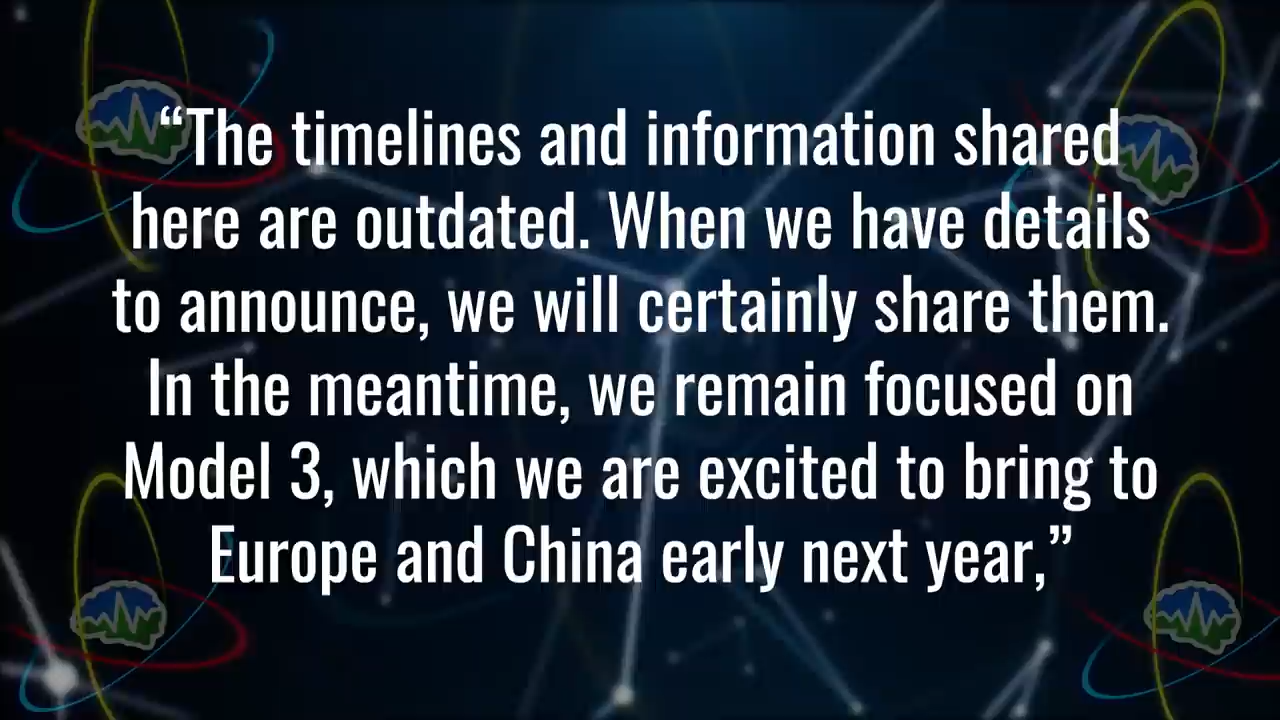 “The timelines and information shared
here are outdated. When we have details
to announce, we will certainly share them.
In the meantime, we remain focused on
Model 3, which we are excited to bring to
Europe and China early next year,”